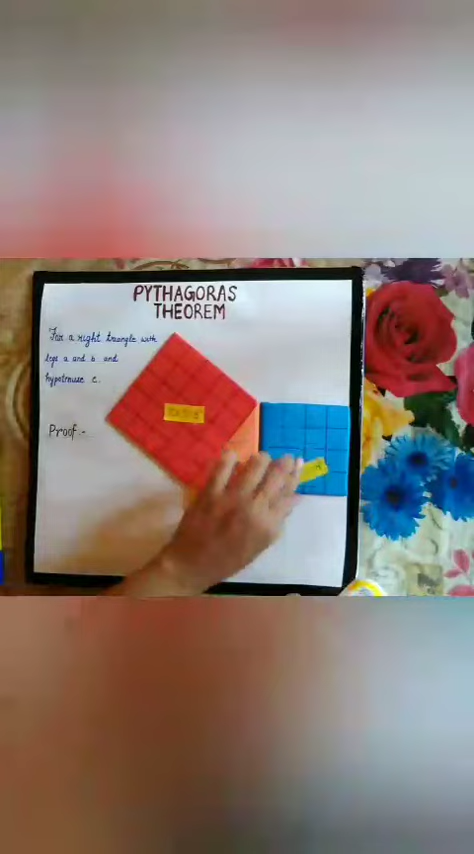 PYTHAGORAS
THEOREM
For a right triangle with
legs a and b and
hypotenuse c.
Proof:-